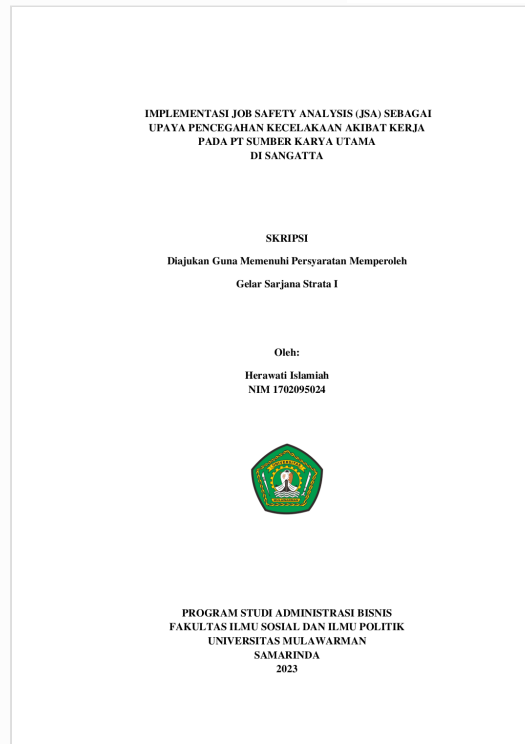 IMPLEMENTASI JOB SAFETY ANALYSIS (JSA) SEBAGAI
UPAYA PENCEGAHAN KECELAKAAN AKIBAT KERJA
PADA PT SUMBER KARYA UTAMA
DI SANGATTA
SKRIPSI
Diajukan Guna Memenuhi Persyaratan Memperoleh
Gelar Sarjana Strata I
Oleh:
Herawati Islamiah
NIM 1702095024
UNIVERSITAS
PROGRAM STUDI ADMINISTRASI BISNIS
FAKULTAS ILMU SOSIAL DAN ILMU POLITIK
UNIVERSITAS MULAWARMAN
SAMARINDA
2023